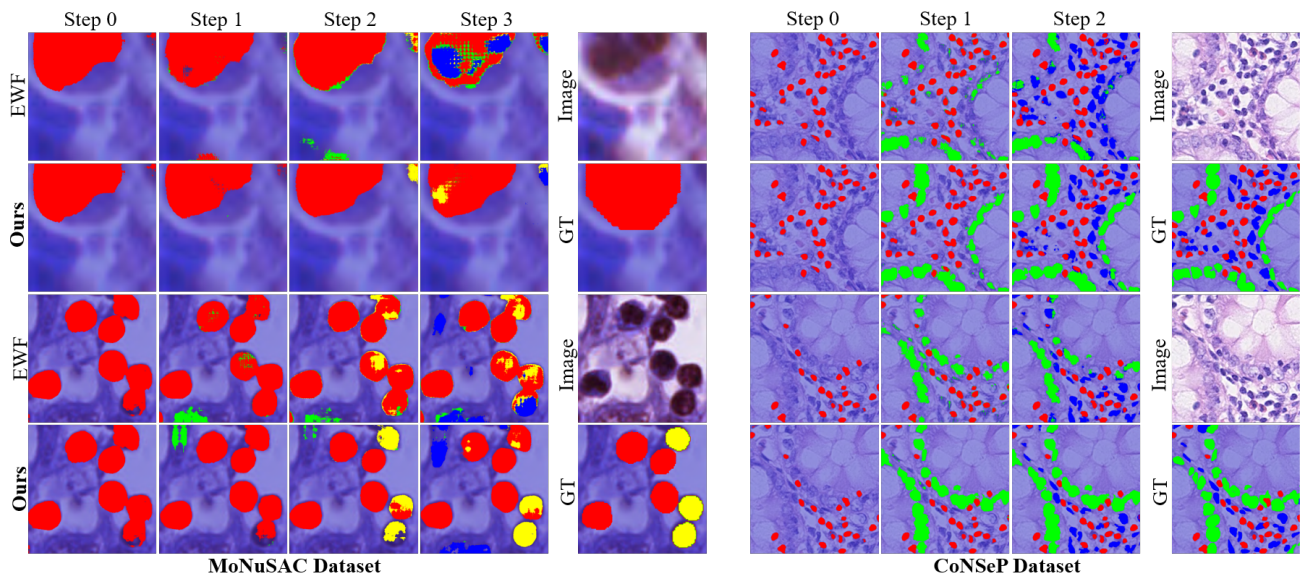 Step 0 Step 1 Step 2 Step 3
Step 0 Step 1 Step 2
EWF
Image
Image
Ours
GT
GT
EWF
Image
Image
Ours
GT
GT
MoNuSAC Dataset
CoNSeP Dataset